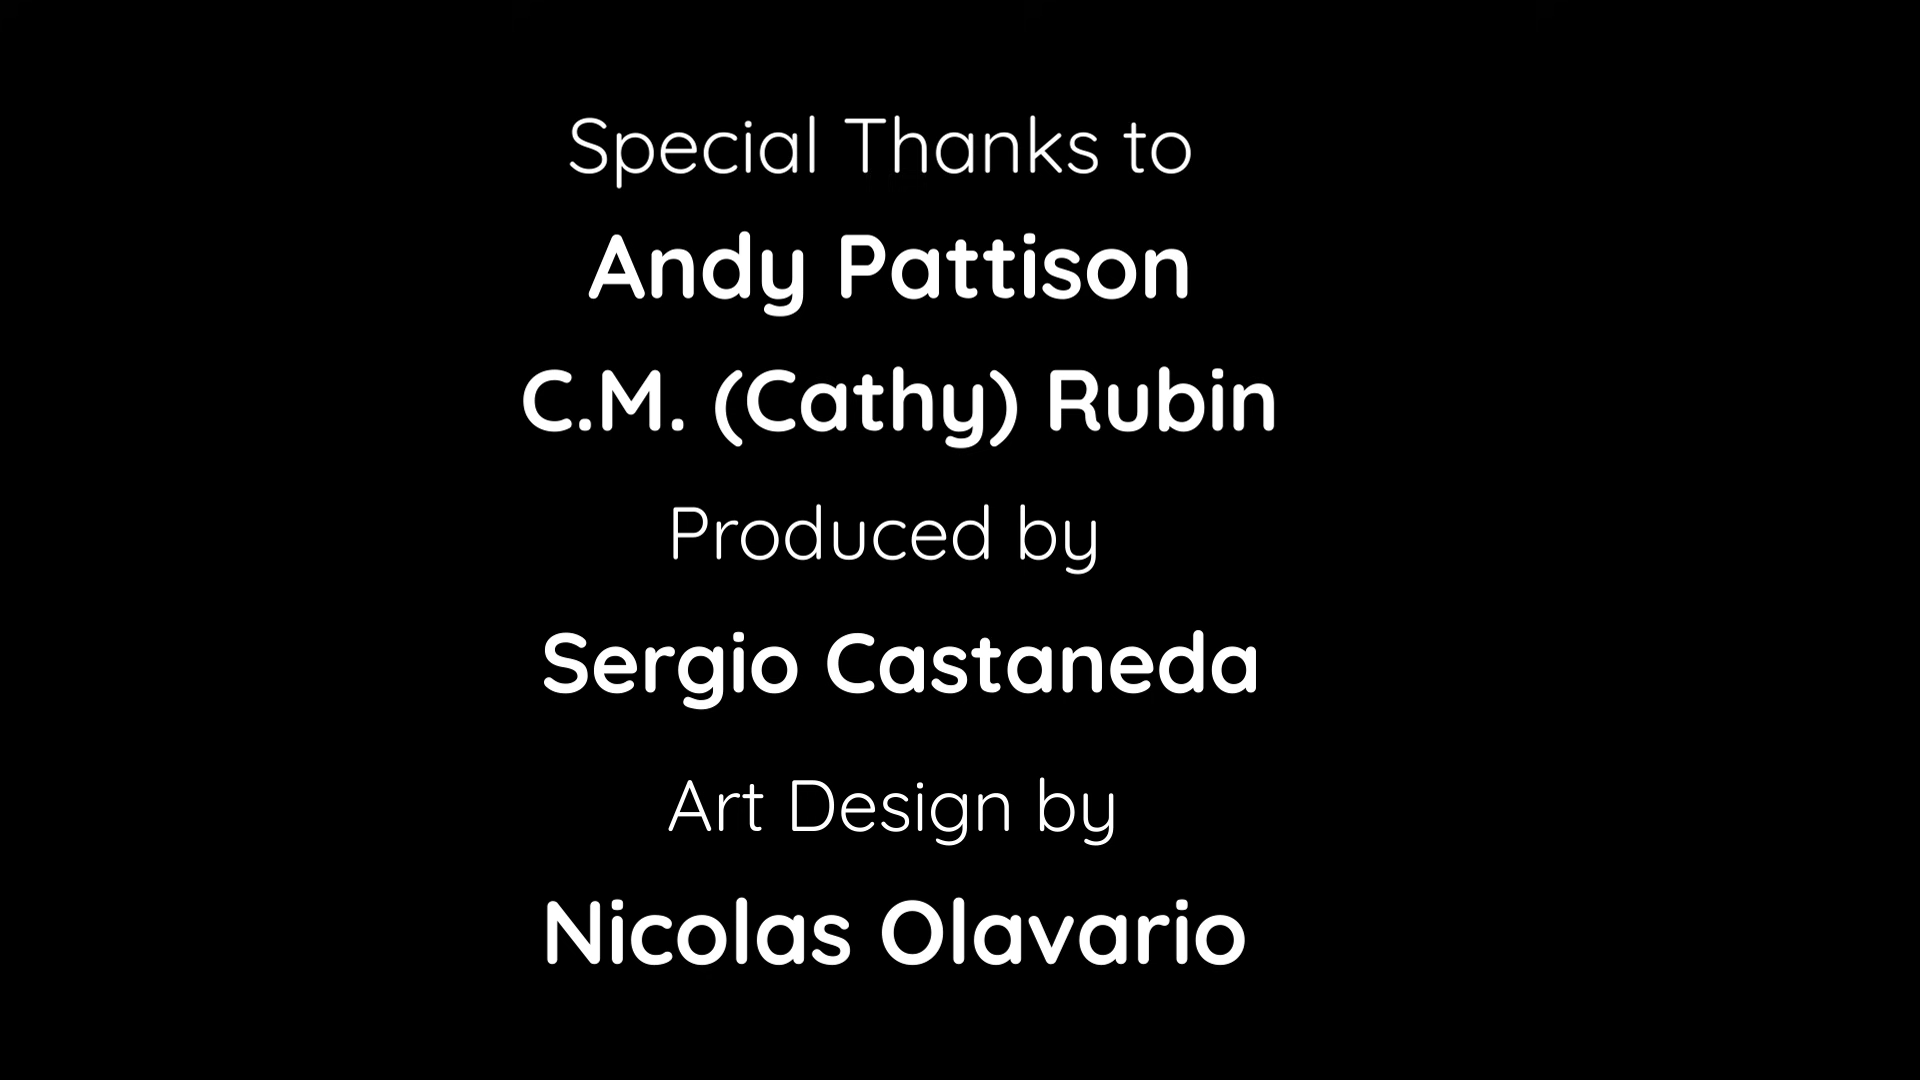 Special Thanks to
Andy Pattison
C.M. (Cathy) Rubin
Produced by
Sergio Castaneda
Art Design by
Nicolas Olavario